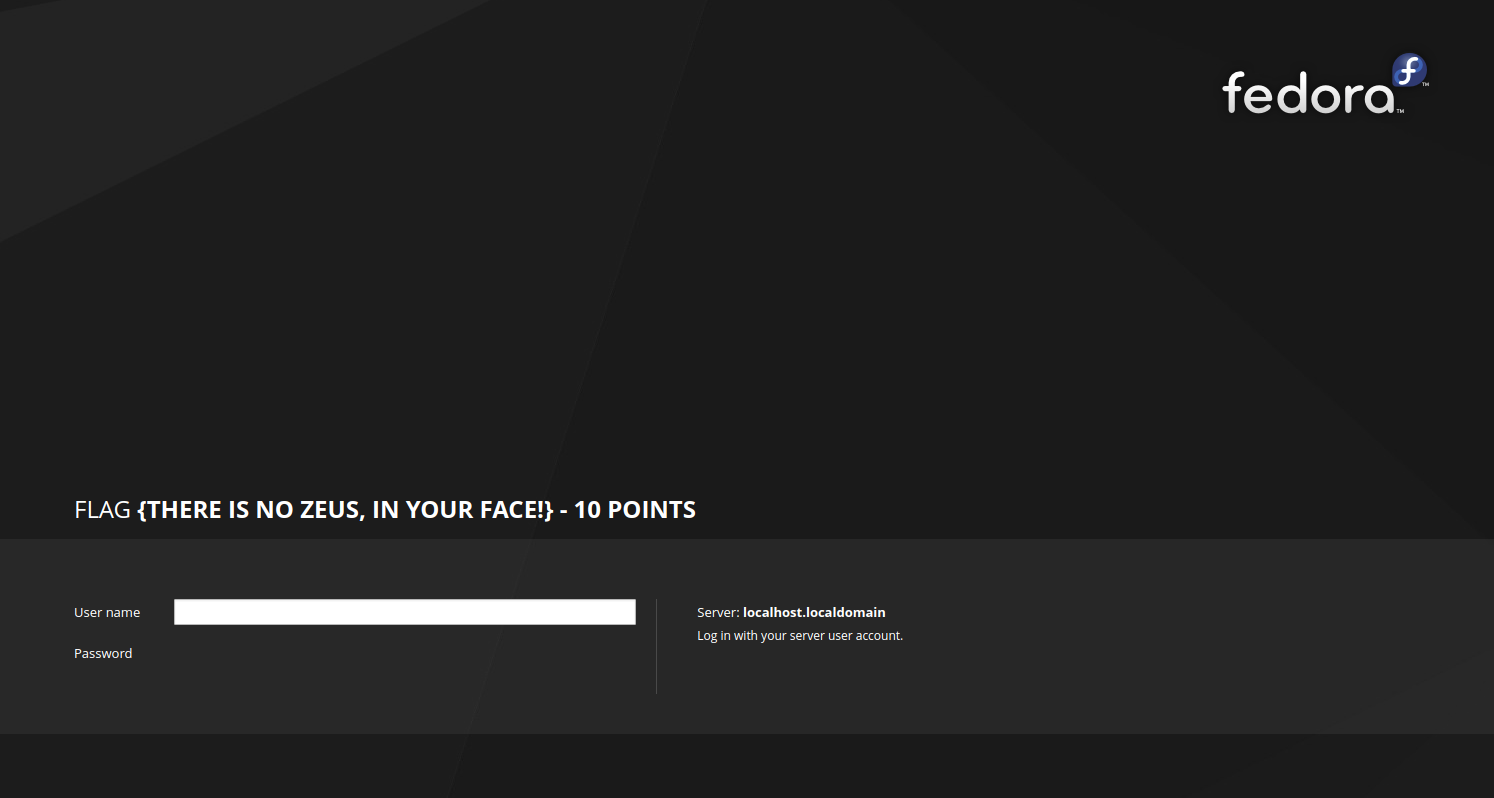 fedora
FLAG {THERE IS NO ZEUS, IN YOUR FACE!} - 10 POINTS
User name
Server: localhost.localdomain
Log in with your server user account.
Password